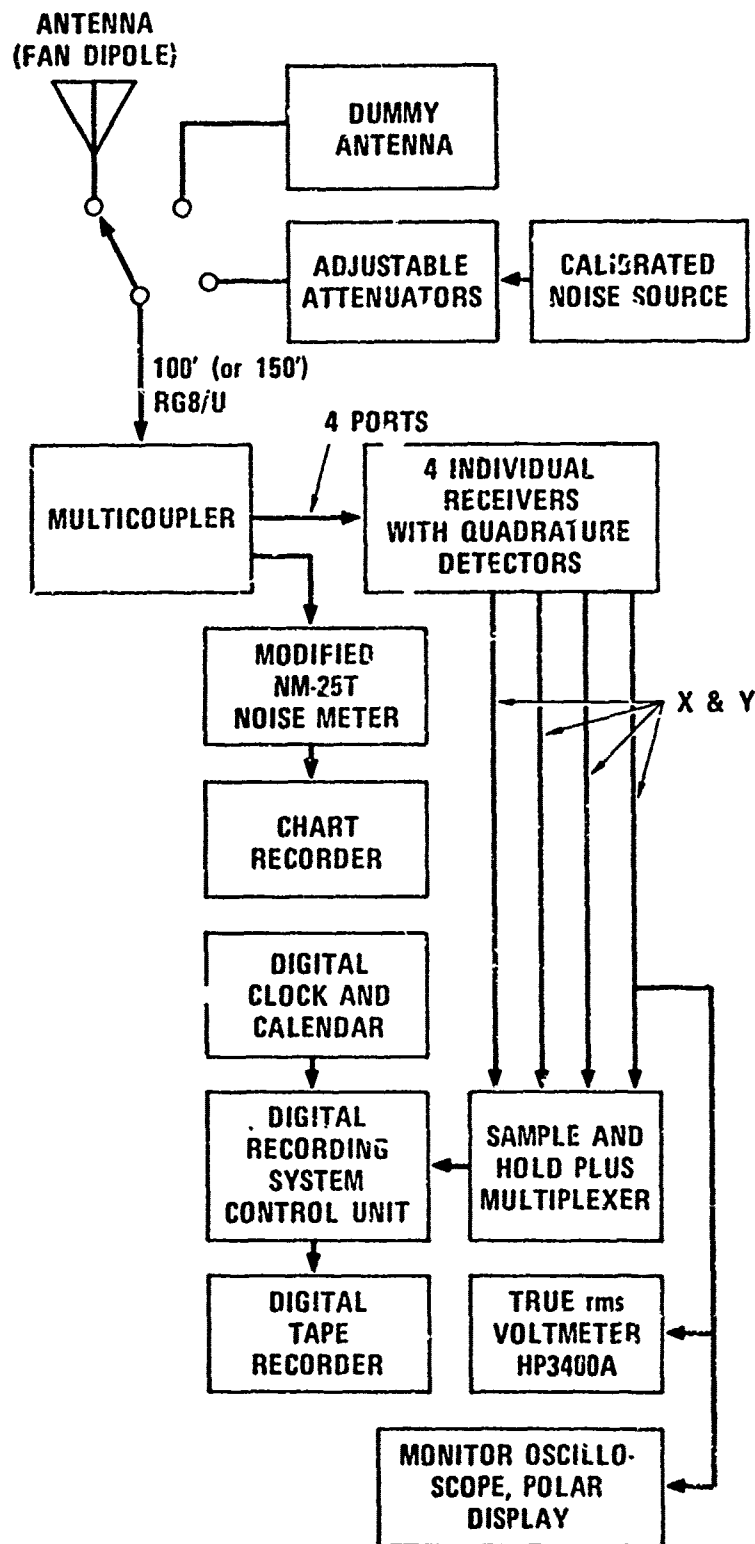 ANTENNA
(FAN DIPOLE)
DUMMY
ANTENNA
ADJUSTABLE
ATTENUATORS
CALIBRATED
NOISE SOURCE
100' (or 150')
RG8/U
4 PORTS
MULTICOUPLER
4 INDIVIDUAL
RECEIVERS
WITH QUADRATURE
DETECTORS
MODIFIED
NM-25T
NOISE METER
X & Y
CHART
RECORDER
DIGITAL
CLOCK AND
CALENDAR
DIGITAL
RECORDING
SYSTEM
CONTROL UNIT
SAMPLE AND
HOLD PLUS
MULTIPLEXER
DIGITAL
TAPE
RECORDER
TRUE rms
VOLTMETER
HP3400A
MONITOR OSCILLO-
SCOPE, POLAR
DISPLAY